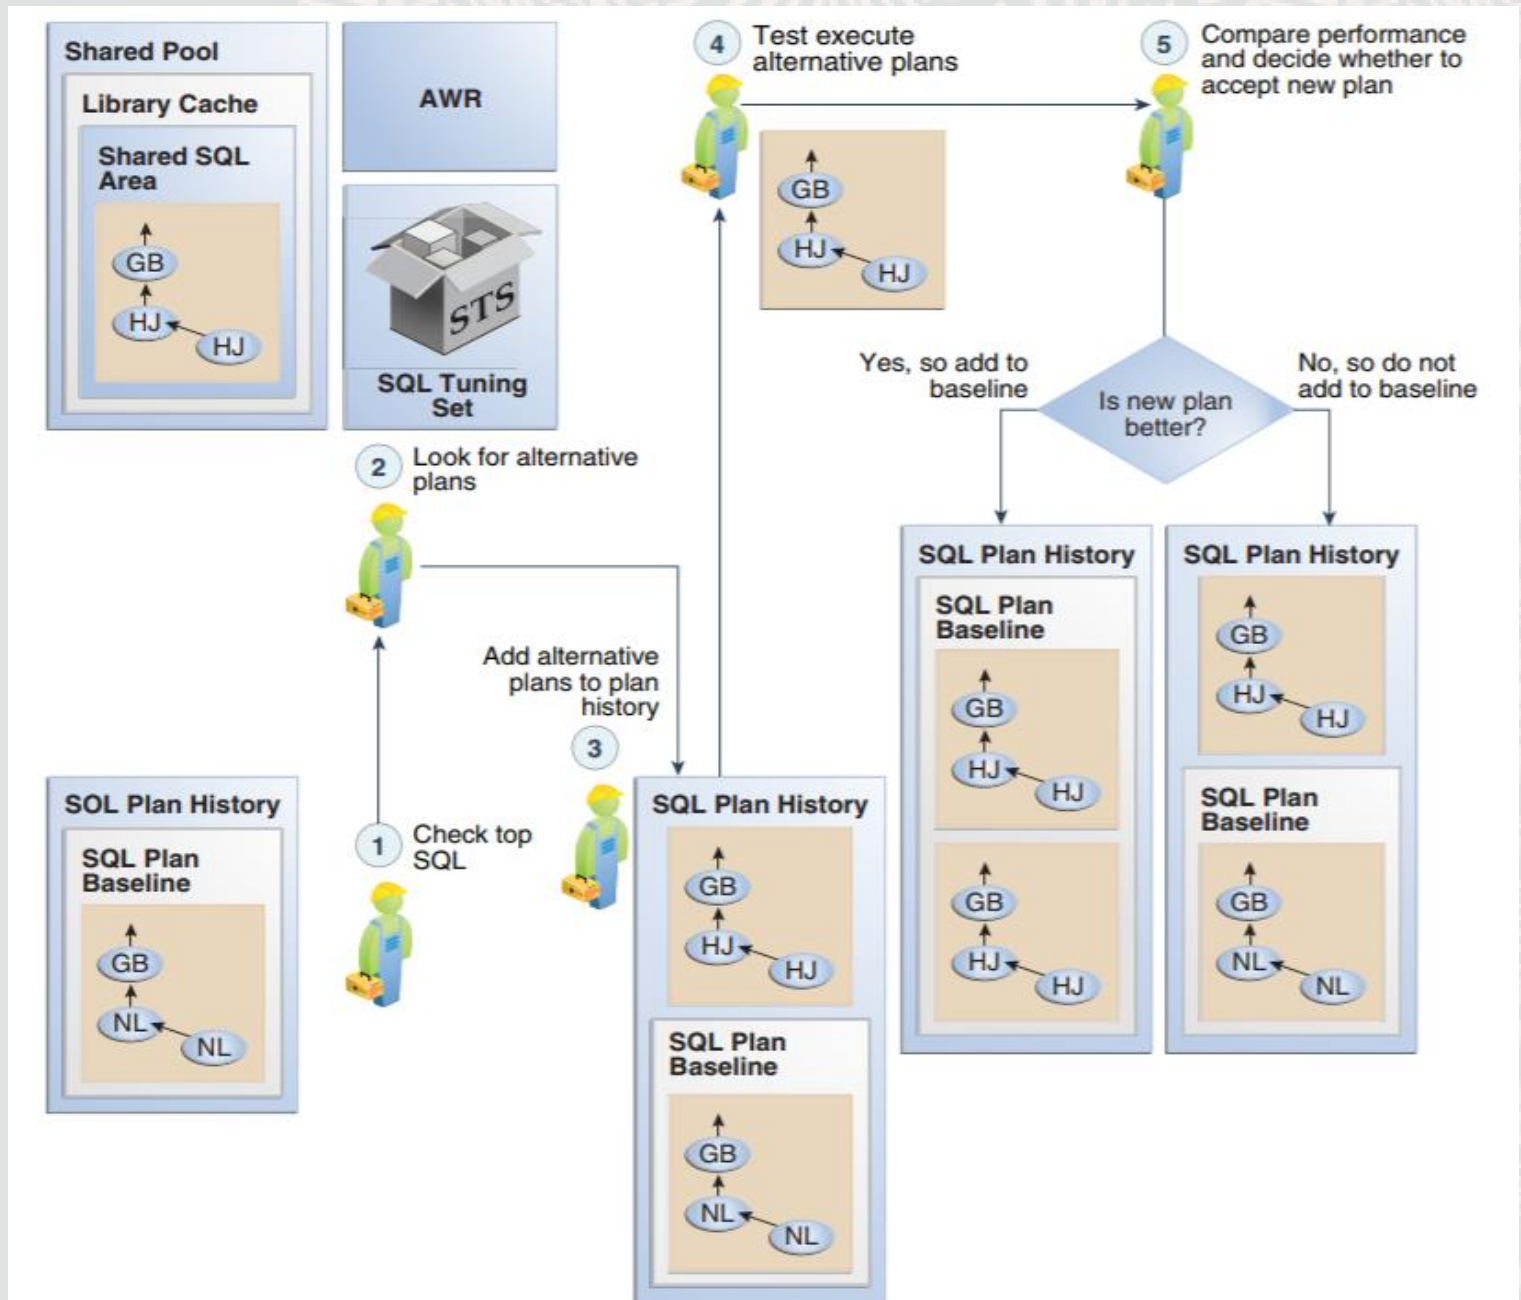 Shared Pool
Library Cache
Shared SQL
Area
GB
HJ
HJ
AWR
STS
SQL Tuning
Set
4
Test execute
alternative plans
GB
HJ
HJ
5
Compare performance
and decide whether to
accept new plan
Yes, so add to
baseline
Is new plan
better?
No, so do not
add to baseline
2
Look for alternative
plans
Add alternative
plans to plan
history
3
1
Check top
SQL
SOL Plan History
SQL Plan
Baseline
GB
NL
NL
SQL Plan History
GB
HJ
HJ
SQL Plan
Baseline
GB
NL
NL
SQL Plan History
SQL Plan
Baseline
GB
HJ
HJ
GB
HJ
HJ
SQL Plan History
GB
HJ
HJ
SQL Plan
Baseline
GB
NL
NL